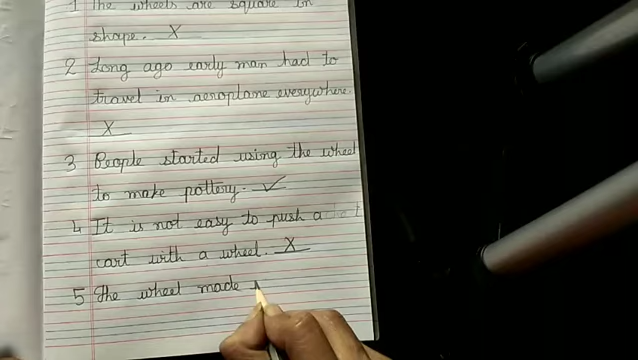 1 The wheels are square in
shape. X
2 Long ago early man had to
travel in aeroplane everywhere.
X
3 People started using the wheel
to make pottery. ✓
4 It is not easy to push a
cart with a wheel. X
5 The wheel made